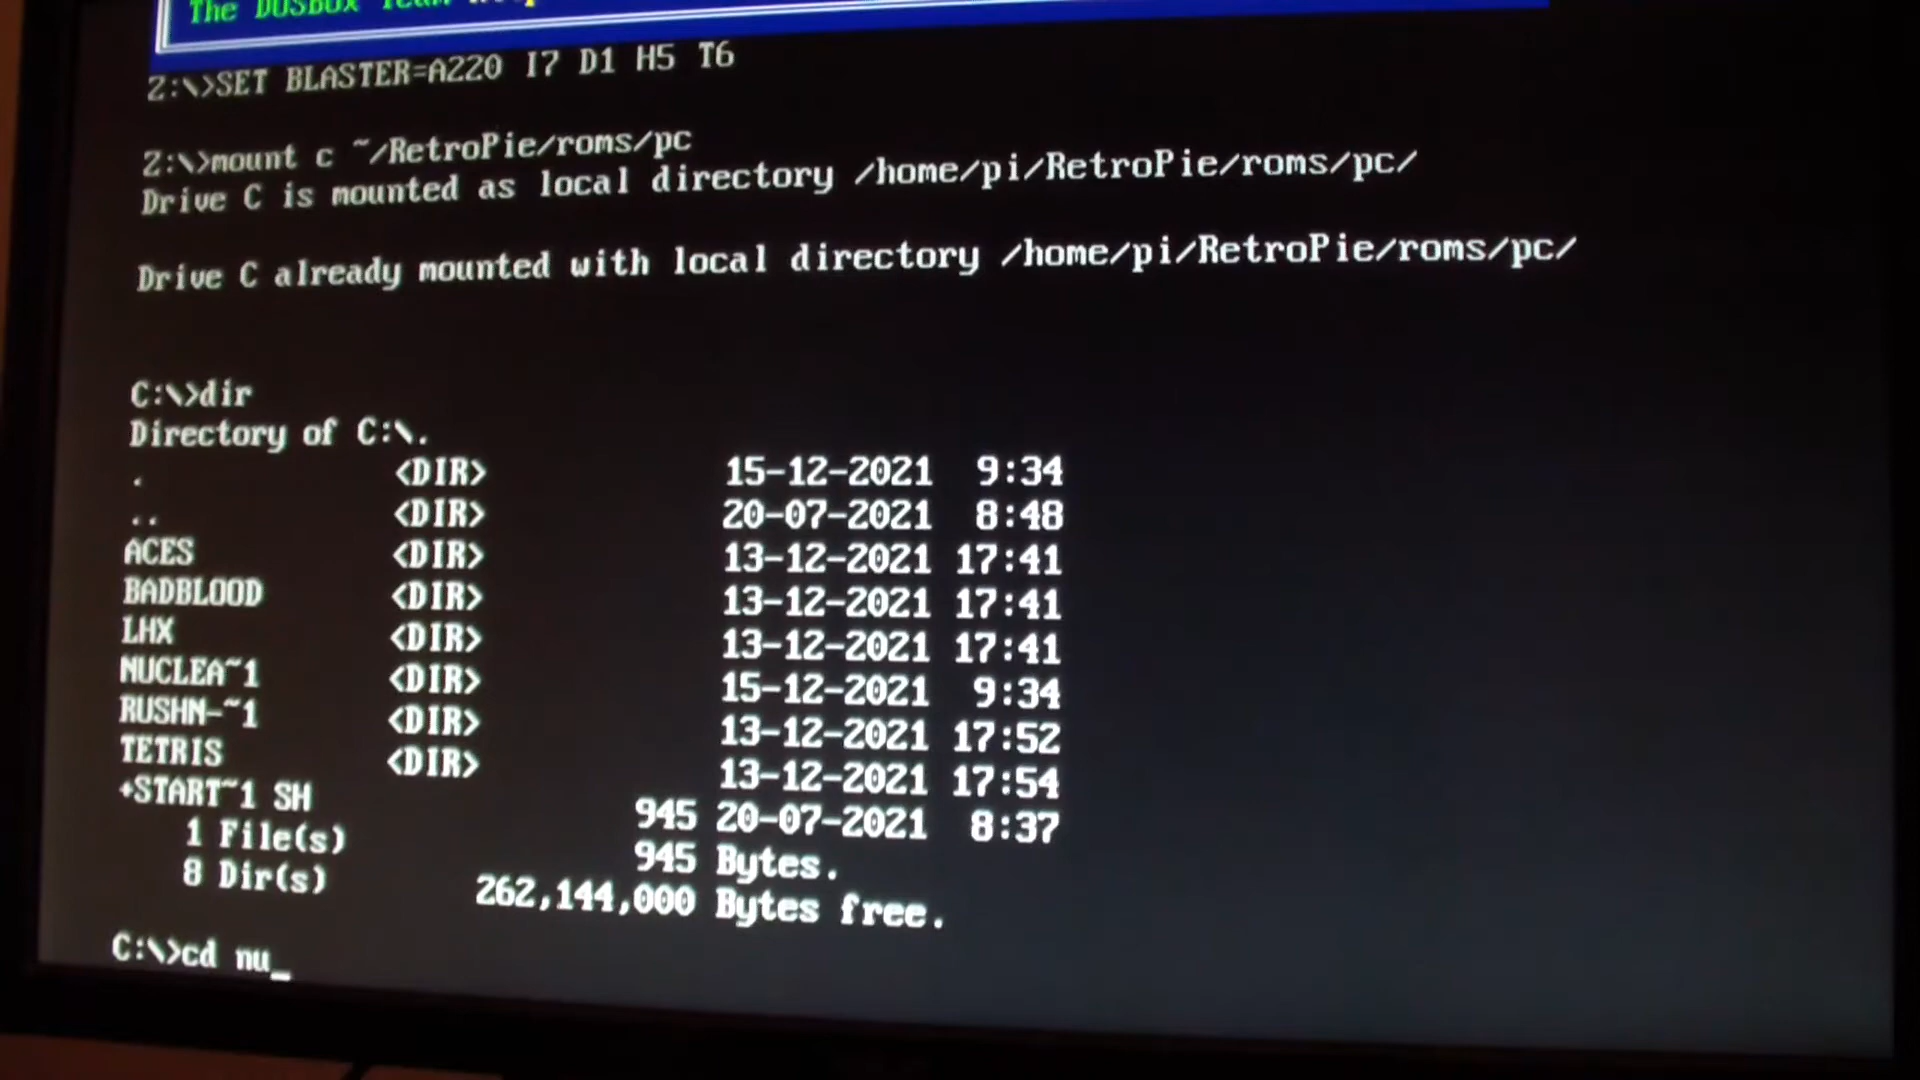 The DOSBox Team
Z:\>SET BLASTER=A220 I7 D1 H5 T6
Z:\>mount c ~/RetroPie/roms/pc
Drive C is mounted as local directory /home/pi/RetroPie/roms/pc/
Drive C already mounted with local directory /home/pi/RetroPie/roms/pc/
C:\>dir
Directory of C:\.
. <DIR> 15-12-2021 9:34
.. <DIR> 20-07-2021 8:48
ACES <DIR> 13-12-2021 17:41
BADBLOOD <DIR> 13-12-2021 17:41
LHX <DIR> 13-12-2021 17:41
NUCLEA~1 <DIR> 15-12-2021 9:34
RUSHN-~1 <DIR> 13-12-2021 17:52
TETRIS <DIR> 13-12-2021 17:54
+START~1 SH 945 20-07-2021 8:37
1 File(s) 945 Bytes.
8 Dir(s) 262,144,000 Bytes free.
C:\>cd nu_